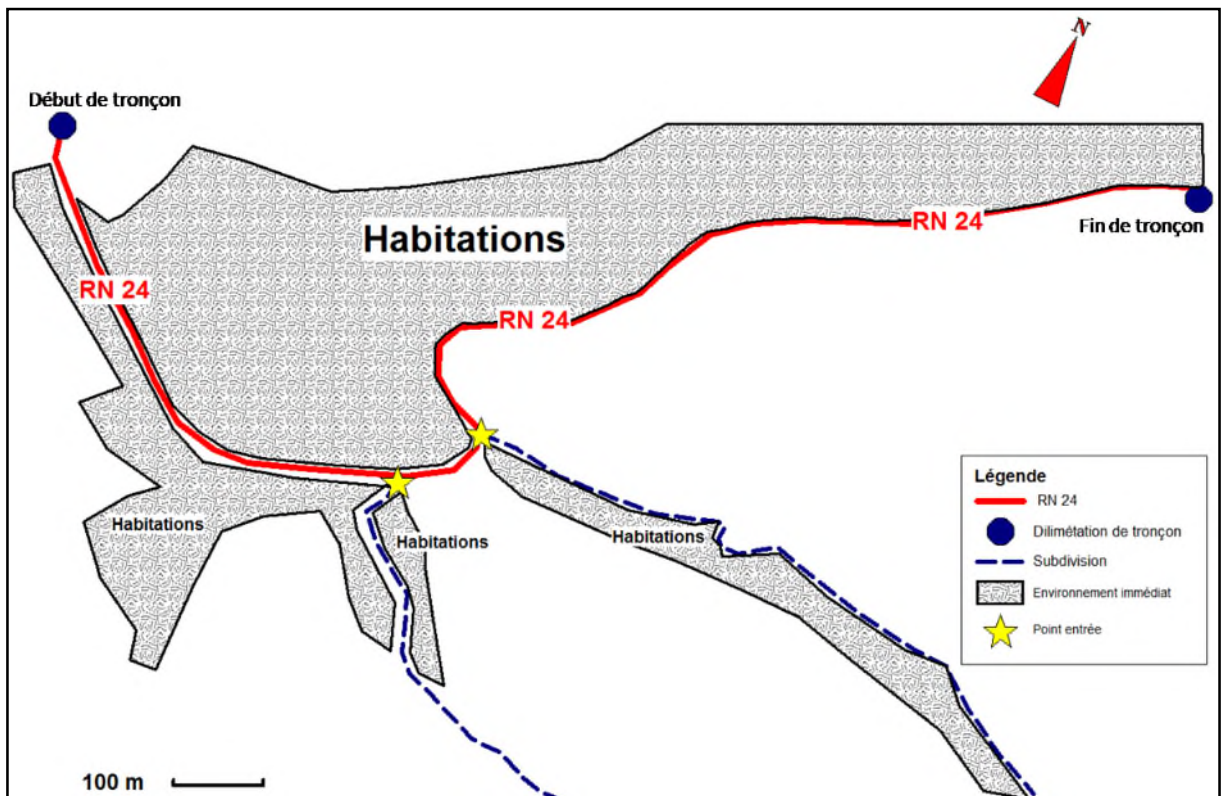 N
Début de tronçon
Habitations
RN 24
Fin de tronçon
RN 24
RN 24
Habitations
Habitations
Habitations
Légende
RN 24
Dilimétation de tronçon
Subdivision
Environnement immédiat
Point entrée
100 m